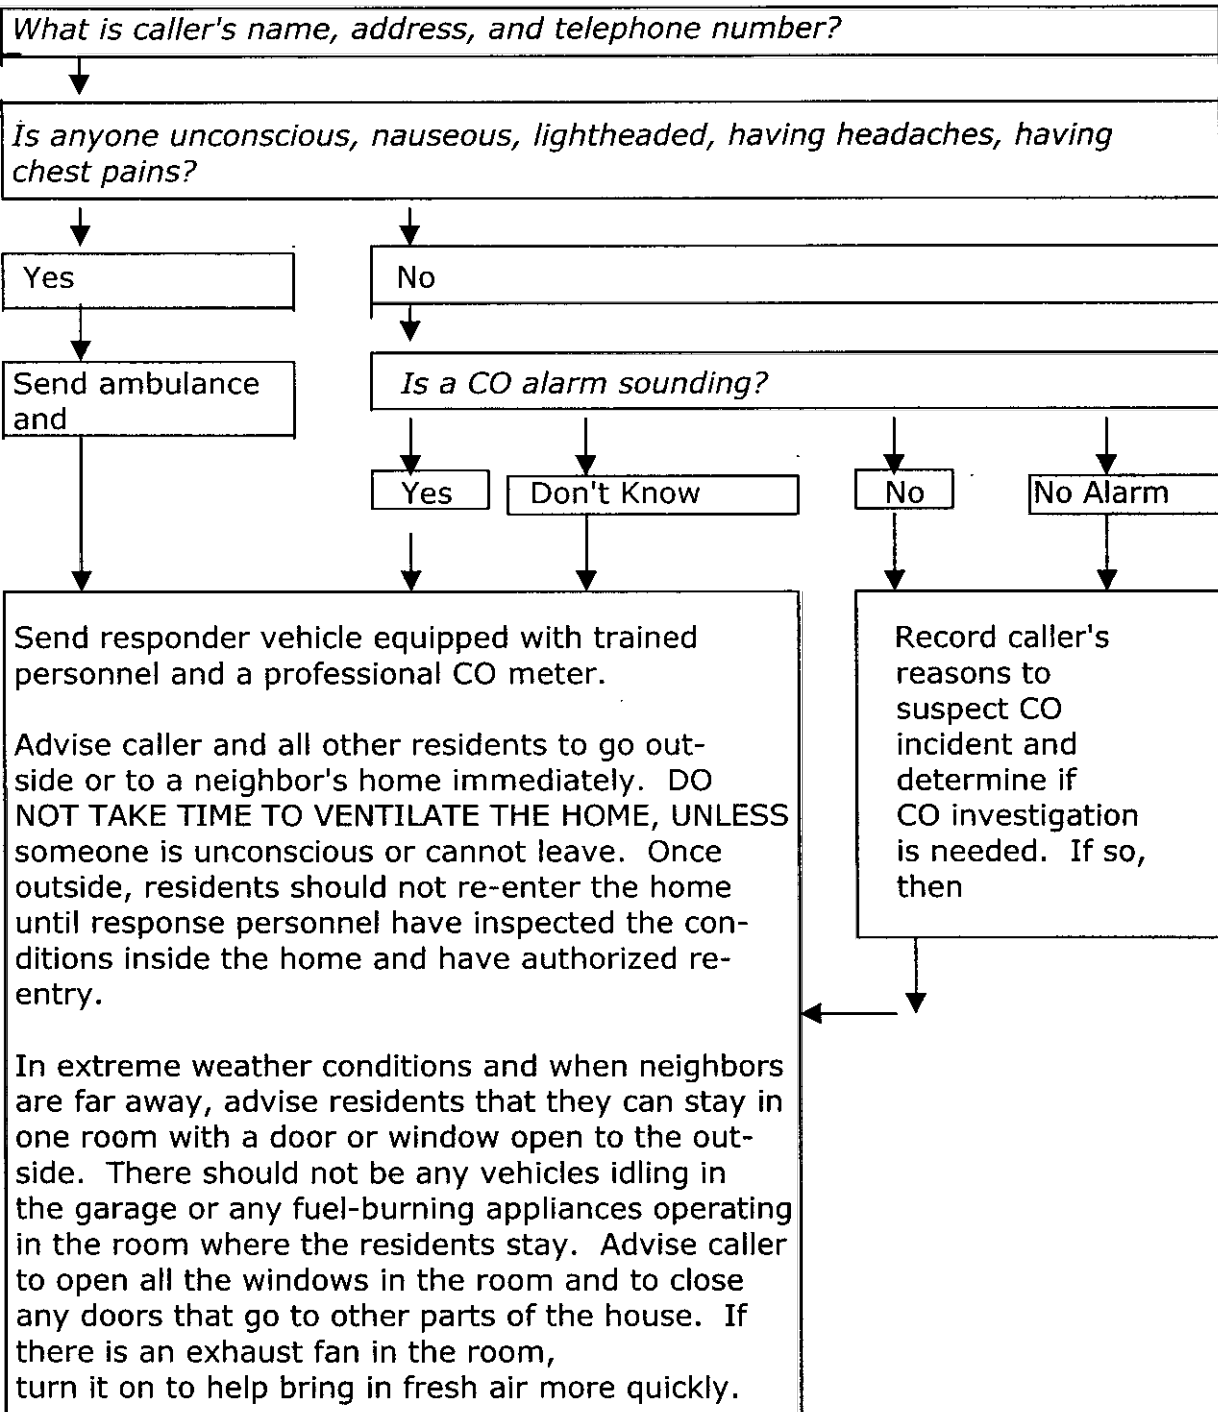 What is caller's name, address, and telephone number?
Is anyone unconscious, nauseous, lightheaded, having headaches, having
chest pains?
Yes
No
Send ambulance
and
Is a CO alarm sounding?
Yes
Don't Know
No
No Alarm
Send responder vehicle equipped with trained
personnel and a professional CO meter.
Advise caller and all other residents to go out-
side or to a neighbor's home immediately.  DO
NOT TAKE TIME TO VENTILATE THE HOME, UNLESS
someone is unconscious or cannot leave.  Once
outside, residents should not re-enter the home
until response personnel have inspected the con-
ditions inside the home and have authorized re-
entry.
In extreme weather conditions and when neighbors
are far away, advise residents that they can stay in
one room with a door or window open to the out-
side.  There should not be any vehicles idling in
the garage or any fuel-burning appliances operating
in the room where the residents stay.  Advise caller
to open all the windows in the room and to close
any doors that go to other parts of the house.  If
there is an exhaust fan in the room,
turn it on to help bring in fresh air more quickly.
Record caller's
reasons to
suspect CO
incident and
determine if
CO investigation
is needed.  If so,
then